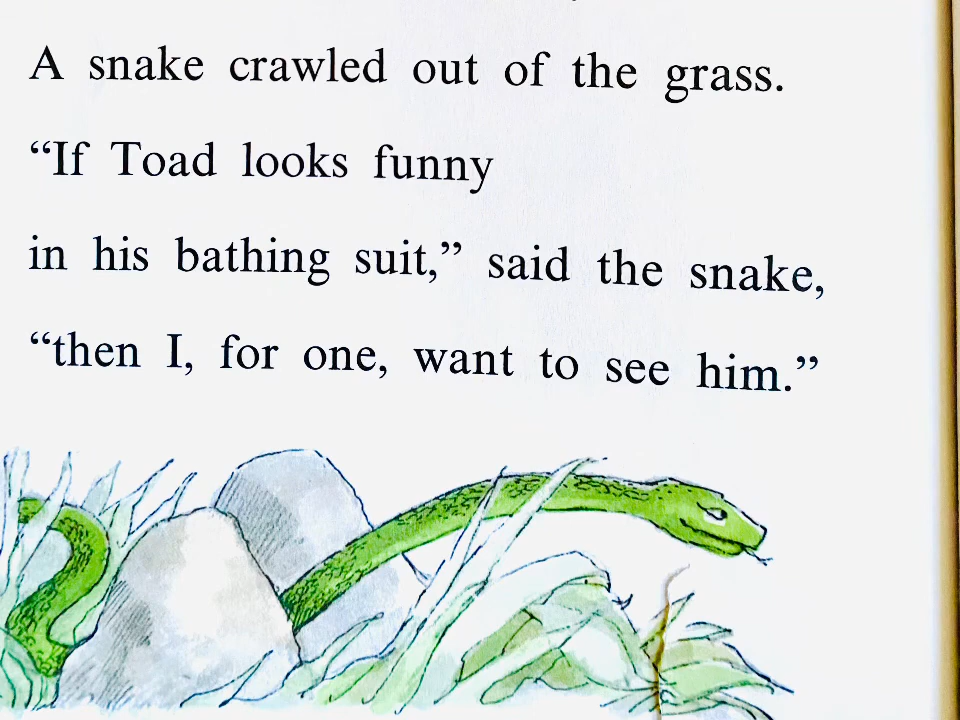 A snake crawled out of the grass.
“If Toad looks funny
in his bathing suit,” said the snake,
“then I, for one, want to see him.”